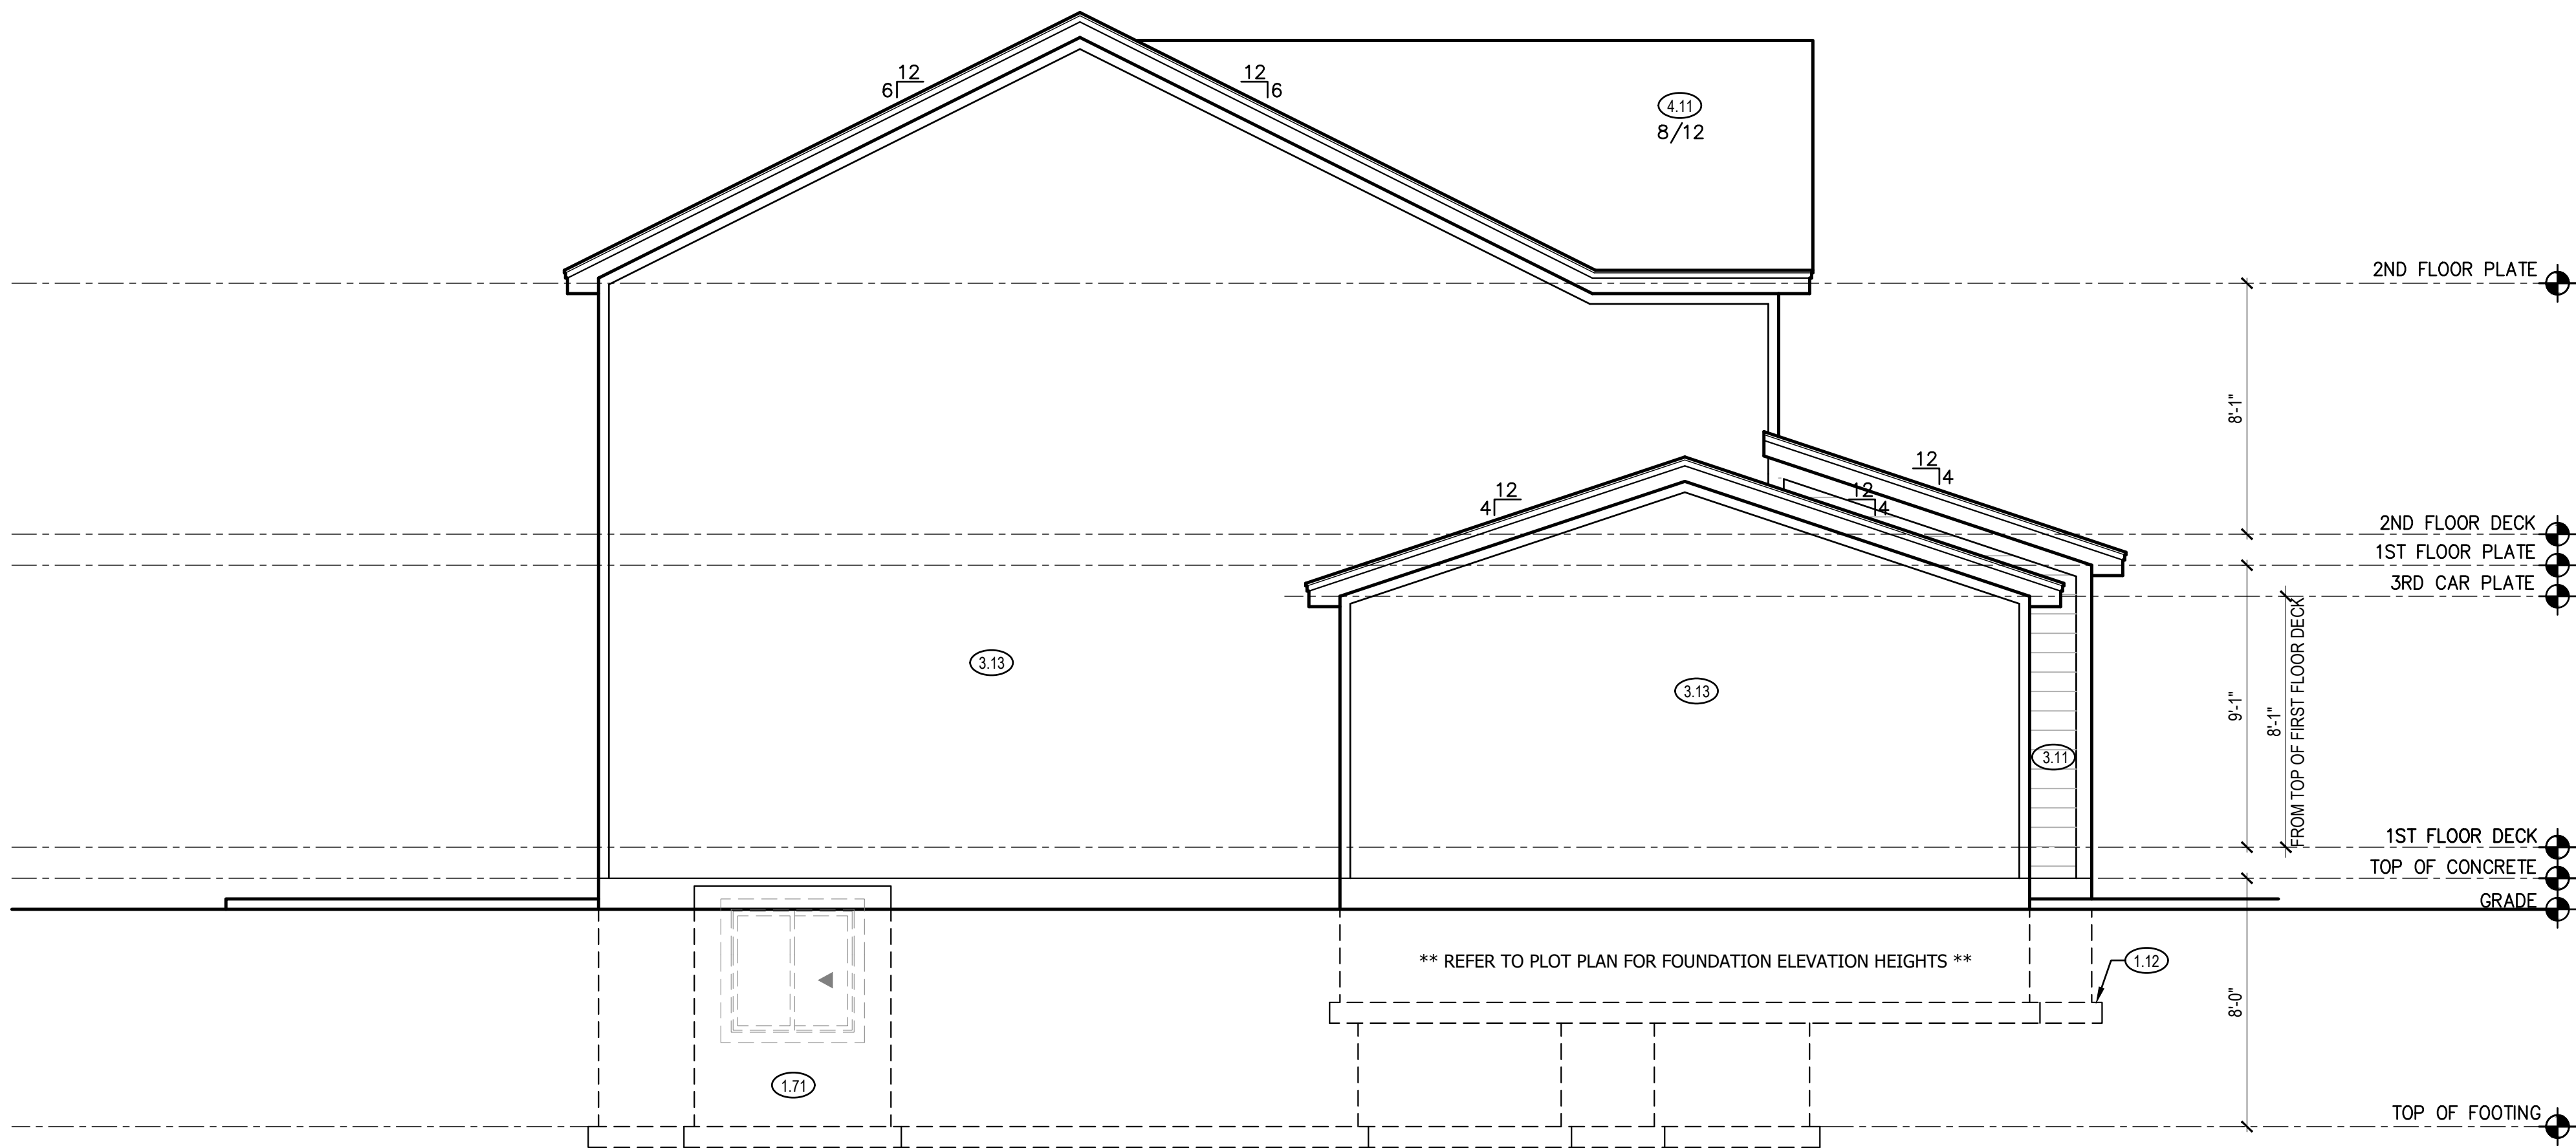 12
6
12
6
4.11
8/12
2ND FLOOR PLATE
8'-1"
12
4
12
4
12
4
2ND FLOOR DECK
1ST FLOOR PLATE
3RD CAR PLATE
3.13
3.13
9'-1"
8'-1"
FROM TOP OF FIRST FLOOR DECK
3.11
1ST FLOOR DECK
TOP OF CONCRETE
GRADE
** REFER TO PLOT PLAN FOR FOUNDATION ELEVATION HEIGHTS **
1.12
8'-0"
1.71
TOP OF FOOTING